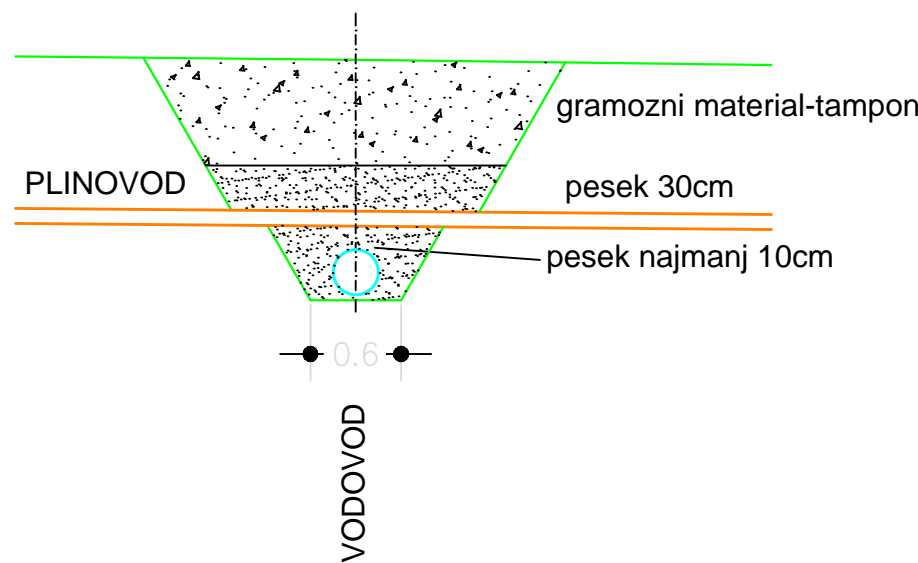 gramozni material-tampon
PLINOVOD
pesek 30cm
pesek najmanj 10cm
0.6
VODOVOD